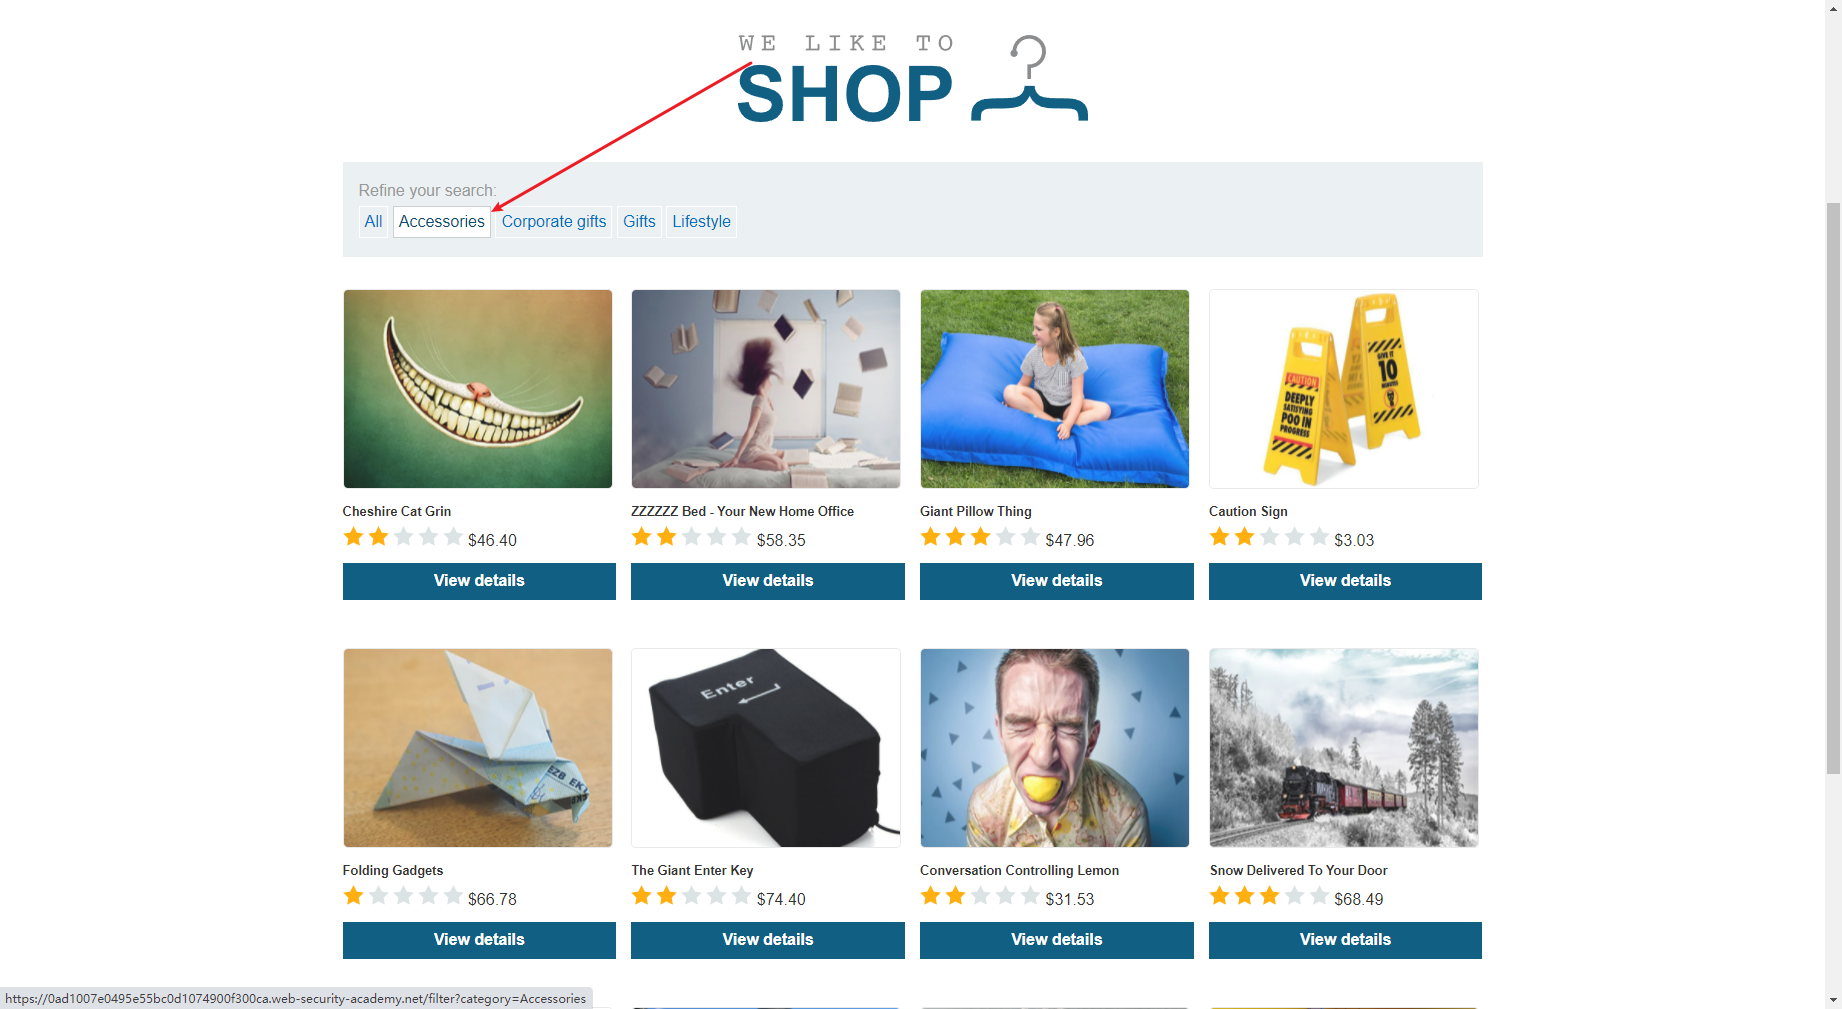 WE LIKE TO
SHOP
Refine your search:
All Accessories Corporate gifts Gifts Lifestyle
CAUTION
DEEPLY
SATISFYING
POO IN
PROGRESS
GIVE IT
10
MINUTES
Cheshire Cat Grin
ZZZZZZ Bed - Your New Home Office
Giant Pillow Thing
Caution Sign
$46.40
$58.35
$47.96
$3.03
View details
View details
View details
View details
EZB EK
Enter
Folding Gadgets
The Giant Enter Key
Conversation Controlling Lemon
Snow Delivered To Your Door
$66.78
$74.40
$31.53
$68.49
View details
View details
View details
View details
https://0ad1007e0495e55bc0d1074900f300ca.web-security-academy.net/filter?category=Accessories